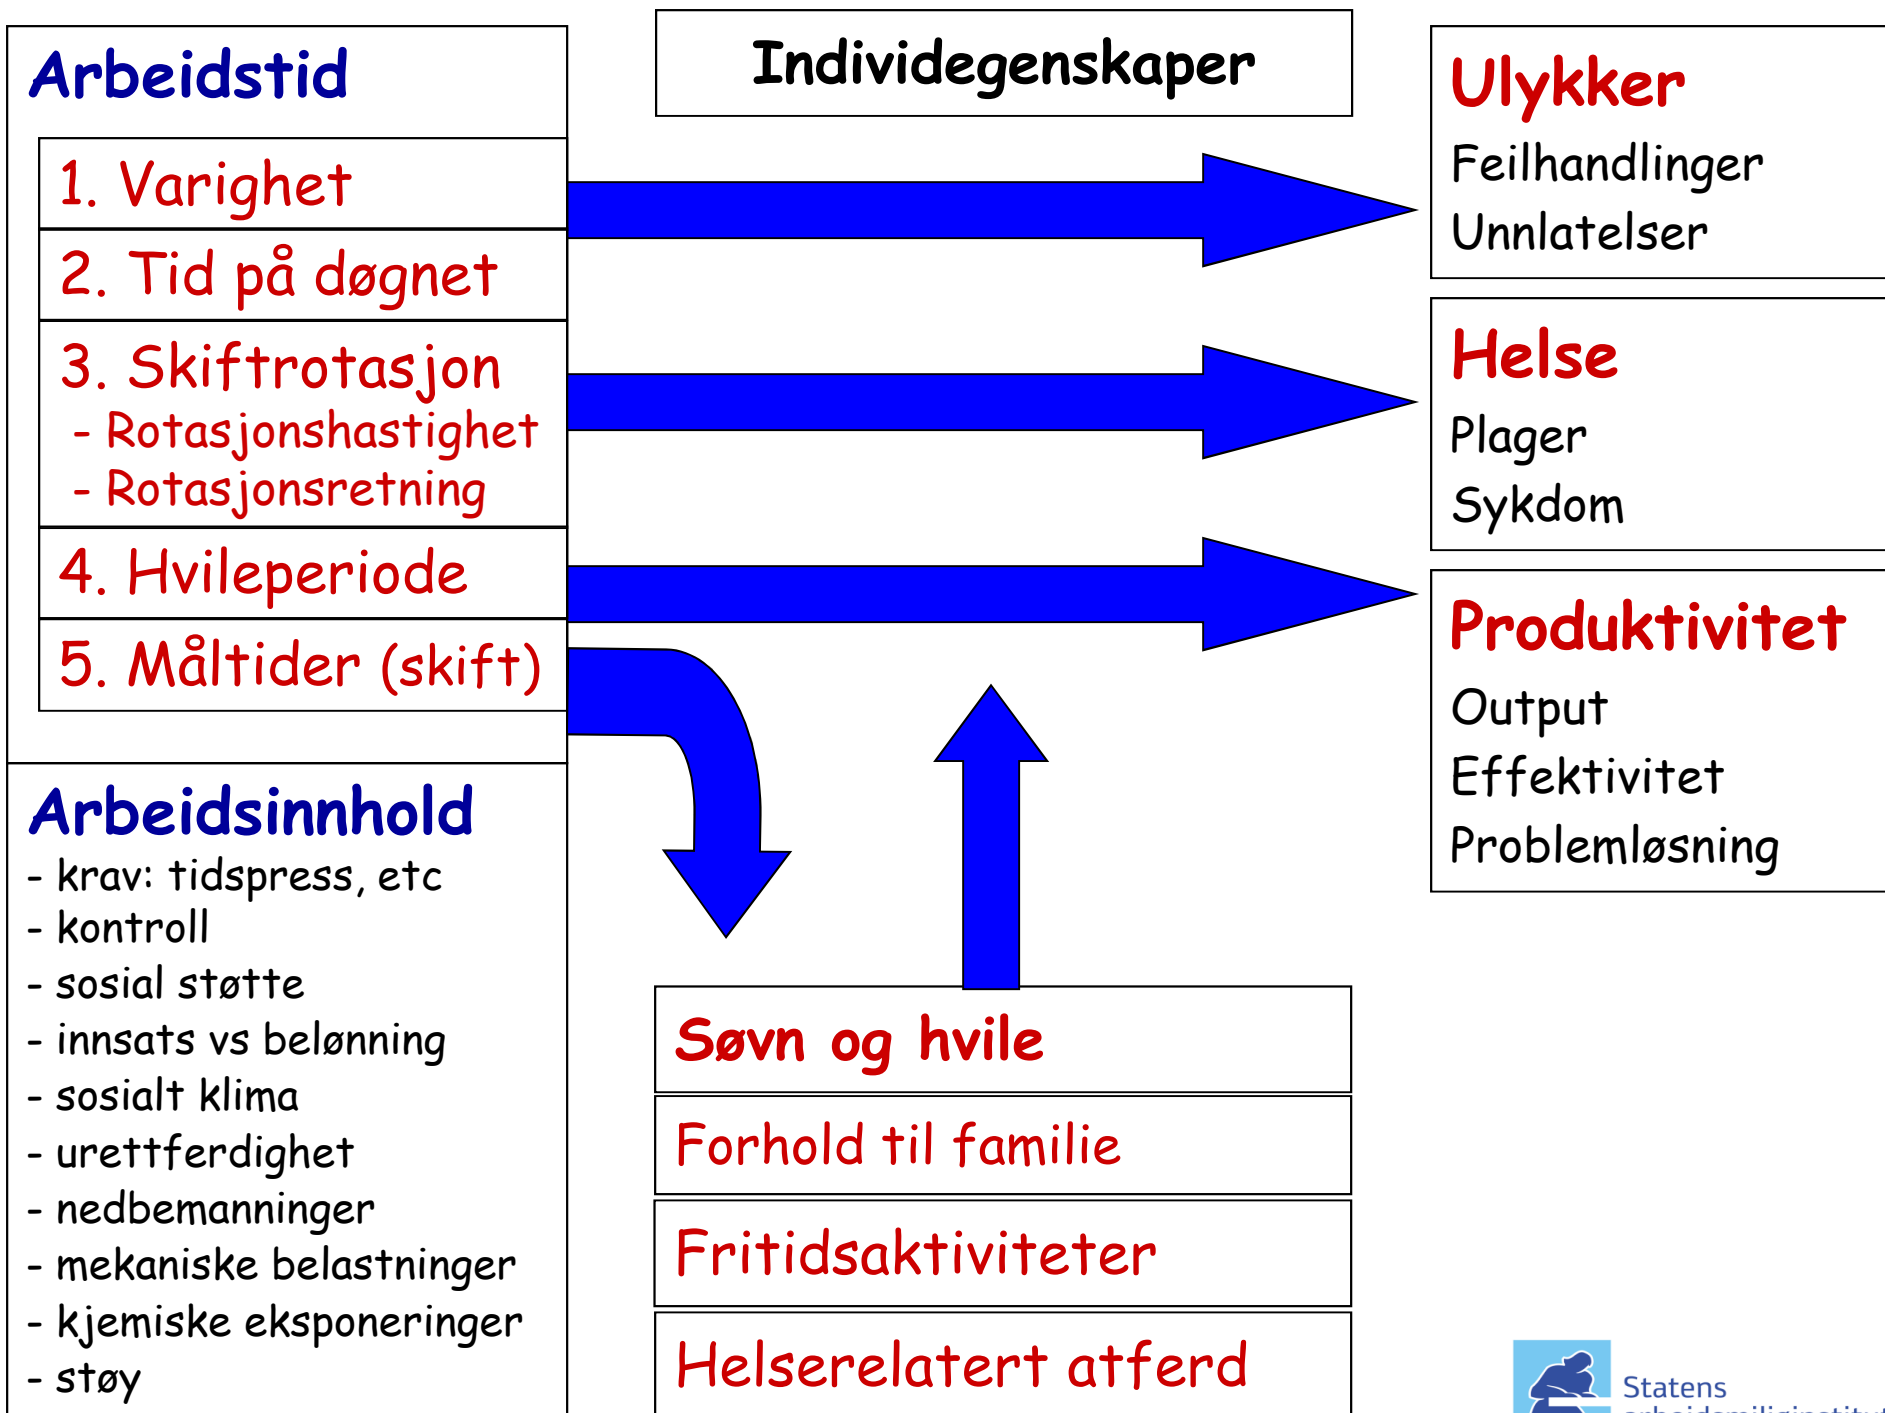 Arbeidstid
1. Varighet
2. Tid på døgnet
3. Skiftrotasjon
- Rotasjonshastighet
- Rotasjonsretning
4. Hvileperiode
5. Måltider (skift)
Arbeidsinnhold
- krav: tidspress, etc
- kontroll
- sosial støtte
- innsats vs belønning
- sosialt klima
- urettferdighet
- nedbemanninger
- mekaniske belastninger
- kjemiske eksponeringer
- støy
Individegenskaper
Søvn og hvile
Forhold til familie
Fritidsaktiviteter
Helserelatert atferd
Ulykker
Feilhandlinger
Unnlatelser
Helse
Plager
Sykdom
Produktivitet
Output
Effektivitet
Problemløsning
Statens